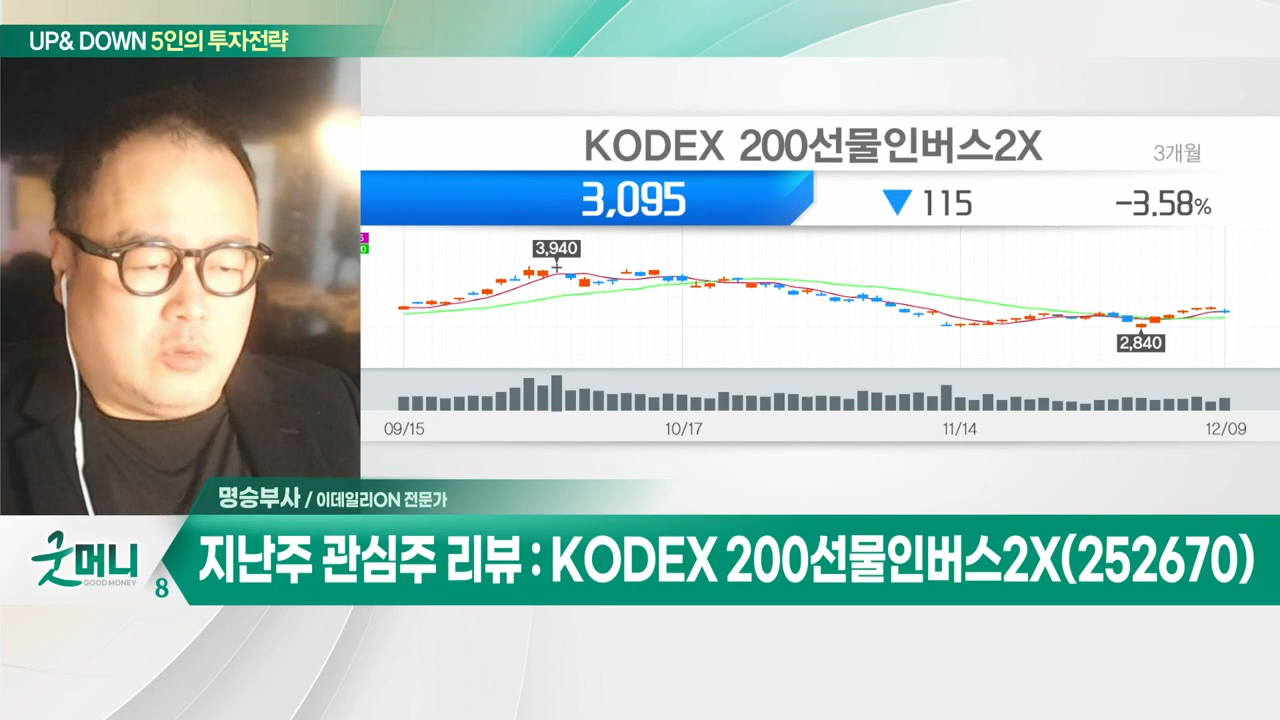 UP& DOWN 5인의 투자전략
KODEX 200선물인버스2X
3개월
3,095 ▼ 115 -3.58%
3,940
2,840
09/15 10/17 11/14 12/09
명승부사 / 이데일리ON 전문가
굿머니
GOOD MONEY
8
지난주 관심주 리뷰 : KODEX 200선물인버스2X(252670)